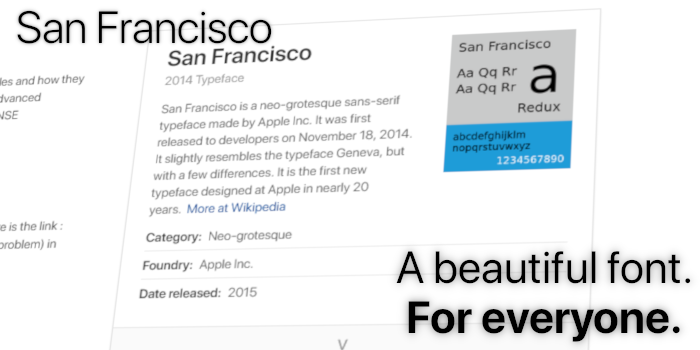 San Francisco
San Francisco
2014 Typeface
San Francisco is a neo-grotesque sans-serif
typeface made by Apple Inc. It was first
released to developers on November 18, 2014.
It slightly resembles the typeface Geneva, but
with a few differences. It is the first new
typeface designed at Apple in nearly 20
years. More at Wikipedia
Category: Neo-grotesque
Foundry: Apple Inc.
Date released: 2015
San Francisco
Aa Qq Rr
Aa Qq Rr
a
Redux
abcdefghijklm
nopqrstuvwxyz
1234567890
les and how they
dvanced
NSE
e is the link :
problem) in
A beautiful font.
For everyone.